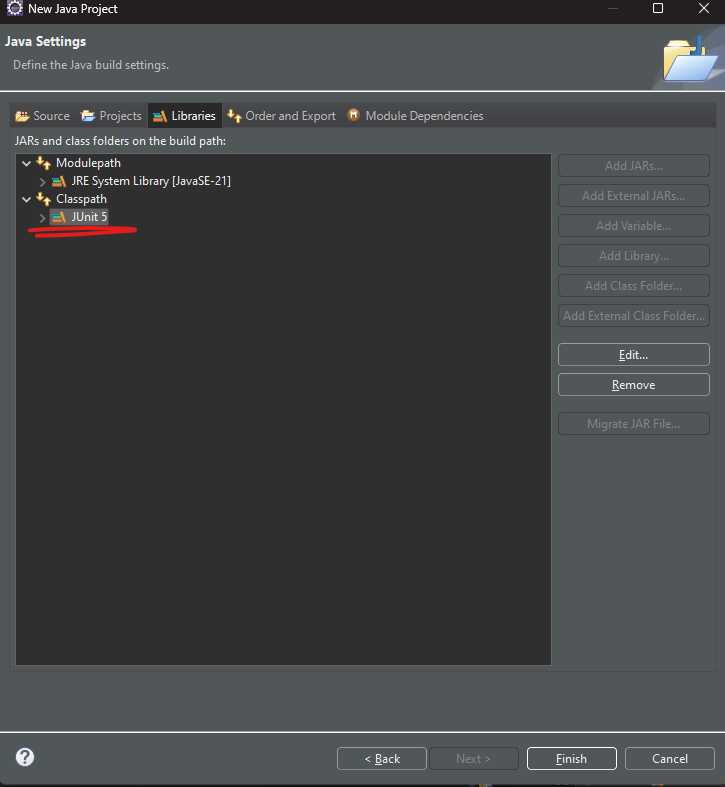 New Java Project
Java Settings
Define the Java build settings.
Source Projects Libraries Order and Export Module Dependencies
JARs and class folders on the build path:
Modulepath
JRE System Library [JavaSE-21]
Classpath
JUnit 5
Add JARs...
Add External JARs...
Add Variable...
Add Library...
Add Class Folder...
Add External Class Folder...
Edit...
Remove
Migrate JAR File...
< Back Next > Finish Cancel